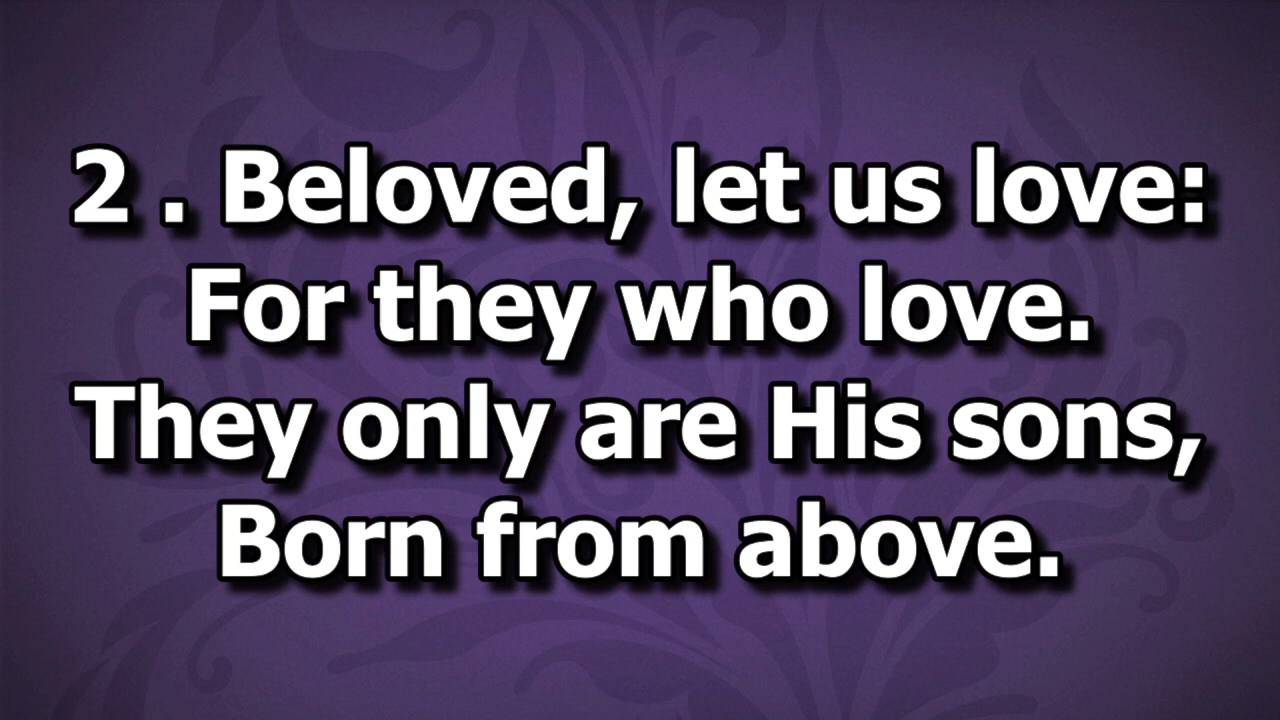 2 . Beloved, let us love:
For they who love.
They only are His sons,
Born from above.